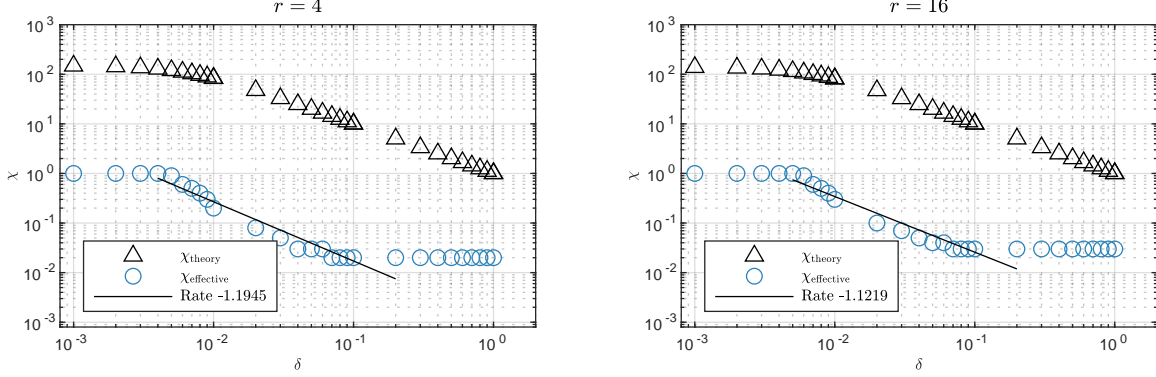 r = 4
10^3
10^2
10^1
10^0
10^-1
10^-2
10^-3
χ
χ_theory
χ_effective
Rate -1.1945
10^-3
10^-2
10^-1
10^0
δ
r = 16
10^3
10^2
10^1
10^0
10^-1
10^-2
10^-3
χ
χ_theory
χ_effective
Rate -1.1219
10^-3
10^-2
10^-1
10^0
δ